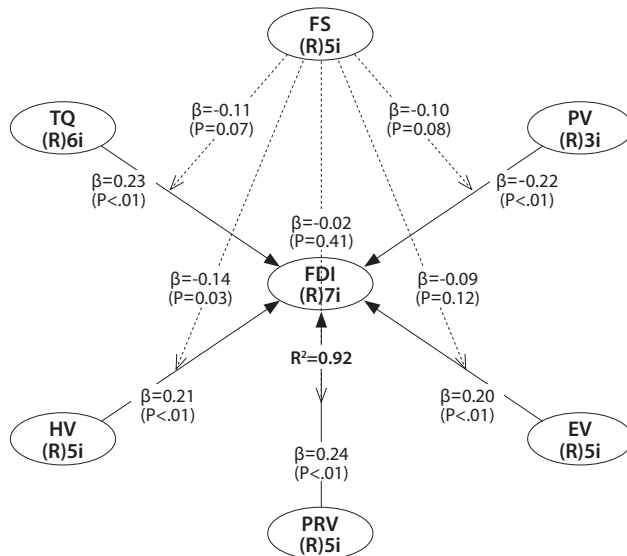 FS
(R)5i
β=-0.11
(P=0.07)
β=-0.10
(P=0.08)
TQ
(R)6i
PV
(R)3i
β=0.23
(P<.01)
β=-0.22
(P<.01)
β=-0.02
(P=0.41)
β=-0.14
(P=0.03)
FDI
(R)7i
β=-0.09
(P=0.12)
R²=0.92
β=0.21
(P<.01)
β=0.20
(P<.01)
HV
(R)5i
EV
(R)5i
β=0.24
(P<.01)
PRV
(R)5i